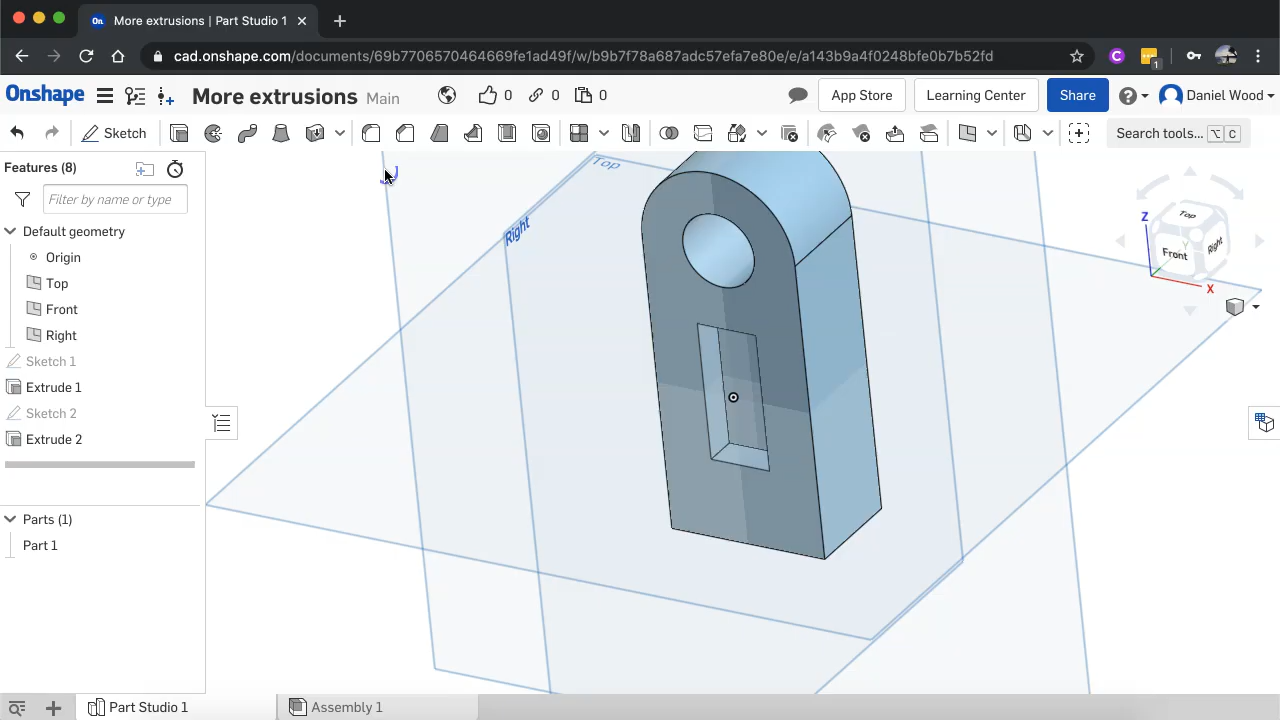 On
More extrusions | Part Studio 1
cad.onshape.com/documents/69b7706570464669fe1ad49f/w/b9b7f78a687adc57efa7e80e/e/a143b9a4f0248bfe0b7b52fd
C
1
Onshape
More extrusions Main
0
0
0
App Store
Learning Center
Share
Daniel Wood
Sketch
Search tools... ⌥ C
Features (8)
Filter by name or type
Default geometry
Origin
Top
Front
Right
Sketch 1
Extrude 1
Sketch 2
Extrude 2
Parts (1)
Part 1
Top
Right
Z
Top
Front
Right
Y
X
Part Studio 1
Assembly 1